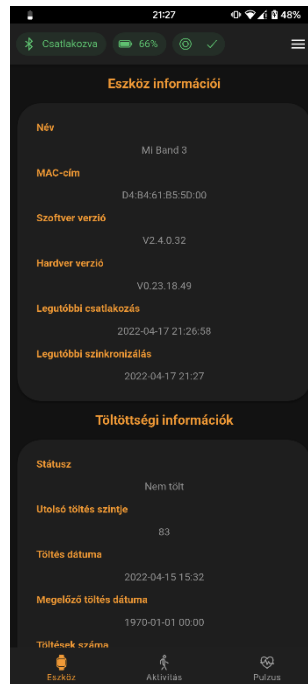 21:27
48%
Csatlakozva
66%
Eszköz információi
Név
Mi Band 3
MAC-cím
D4:B4:61:B5:5D:00
Szoftver verzió
V2.4.0.32
Hardver verzió
V0.23.18.49
Legutóbbi csatlakozás
2022-04-17 21:26:58
Legutóbbi szinkronizálás
2022-04-17 21:27
Töltöttségi információk
Státusz
Nem tölt
Utolsó töltés szintje
83
Töltés dátuma
2022-04-15 15:32
Megelőző töltés dátuma
1970-01-01 00:00
Töltések száma
Eszköz
Aktivitás
Pulzus